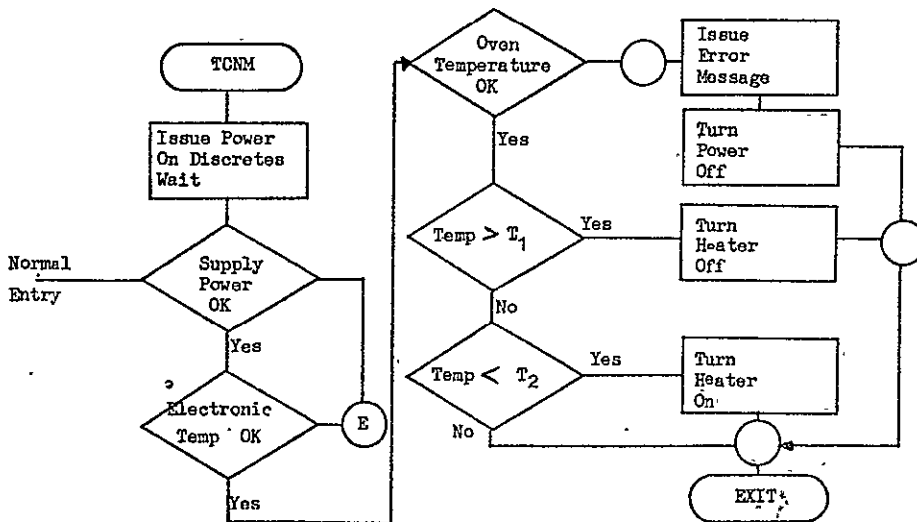 TCNM
Issue Power
On Discretes
Wait
Normal
Entry
Supply
Power
OK
Yes
Electronic
Temp OK
E
Yes
Oven
Temperature
OK
Issue
Error
Message
Yes
Turn
Power
Off
Temp > T1
Yes
Turn
Heater
Off
No
Temp < T2
Yes
Turn
Heater
On
No
EXIT